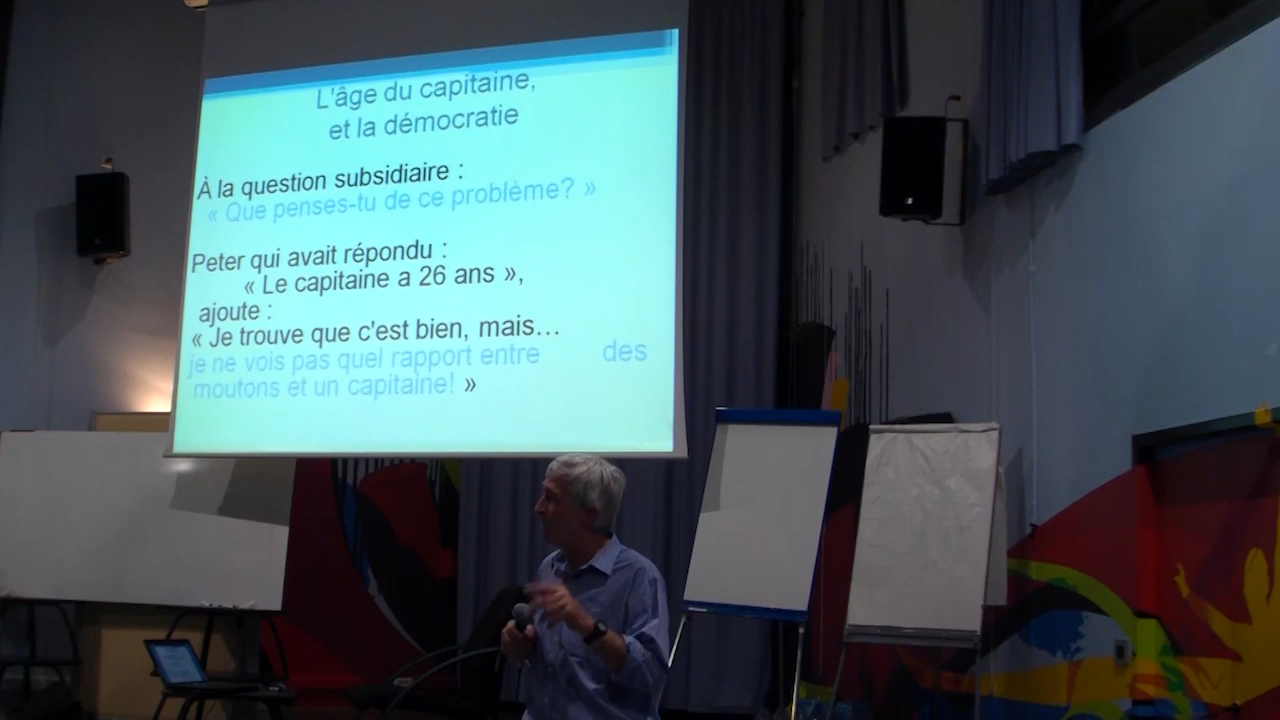 L'âge du capitaine,
et la démocratie
À la question subsidiaire :
« Que penses-tu de ce problème? »
Peter qui avait répondu :
« Le capitaine a 26 ans »,
ajoute :
« Je trouve que c'est bien, mais…
je ne vois pas quel rapport entre des
moutons et un capitaine! »